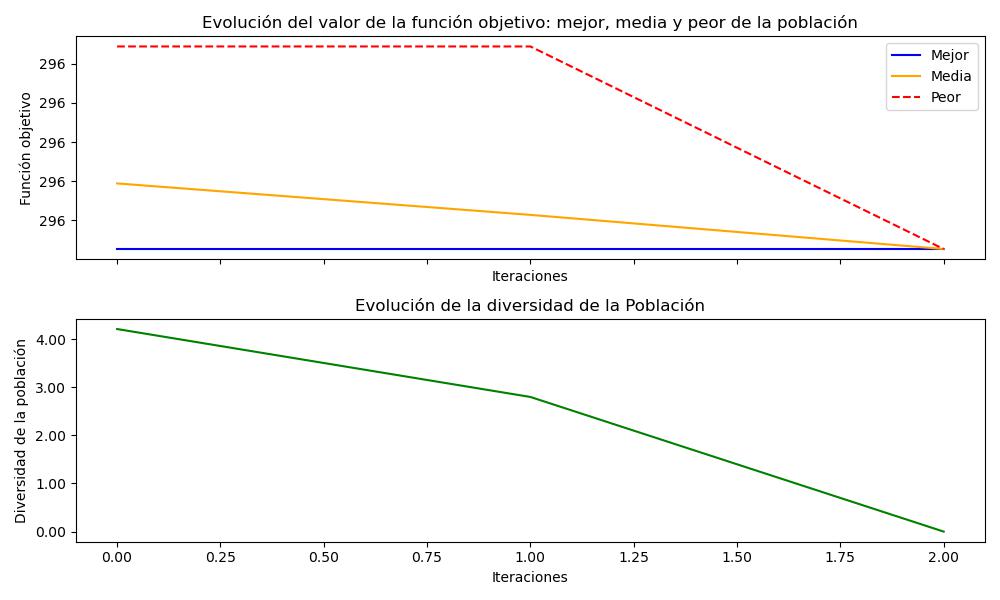 Evolución del valor de la función objetivo: mejor, media y peor de la población
Función objetivo
296
296
296
296
296
Mejor
Media
Peor
Iteraciones
Evolución de la diversidad de la Población
Diversidad de la población
4.00
3.00
2.00
1.00
0.00
0.00 0.25 0.50 0.75 1.00 1.25 1.50 1.75 2.00
Iteraciones